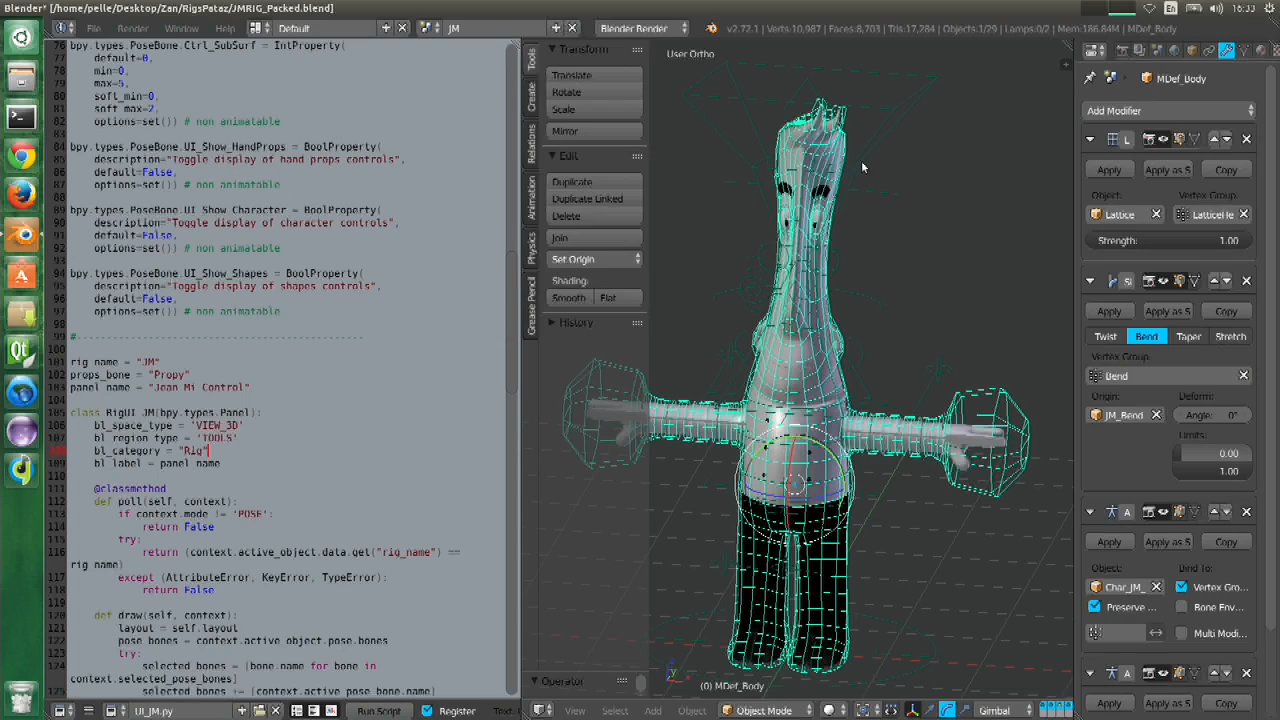 Blender* [/home/pelle/Desktop/Zan/RigsPataz/JMRIG_Packed.blend]
En
16:33
File
Render
Window
Help
Default
JM
Blender Render
v2.72.1 | Verts:10,987 | Faces:8,703 | Tris:17,284 | Objects:1/29 | Lamps:0/2 | Mem:186.84M | MDef_Body
76 bpy.types.PoseBone.Ctrl_SubSurf = IntProperty(
77 default=0,
78 min=0,
79 max=5,
80 soft_min=0,
81 soft_max=2,
82 options=set()) # non animatable
83
84 bpy.types.PoseBone.UI_Show_HandProps = BoolProperty(
85 description="Toggle display of hand props controls",
86 default=False,
87 options=set()) # non animatable
88
89 bpy.types.PoseBone.UI_Show_Character = BoolProperty(
90 description="Toggle display of character controls",
91 default=False,
92 options=set()) # non animatable
93
94 bpy.types.PoseBone.UI_Show_Shapes = BoolProperty(
95 description="Toggle display of shapes controls",
96 default=False,
97 options=set()) # non animatable
98
99 #--------------------------------------------
100
101 rig_name = "JM"
102 props_bone = "Propy"
103 panel_name = "Jean Mi Control"
104
105 class RigUI_JM(bpy.types.Panel):
106 bl_space_type = 'VIEW_3D'
107 bl_region_type = 'TOOLS'
108 bl_category = "Rig"
109 bl_label = panel_name
110
111 @classmethod
112 def poll(self, context):
113 if context.mode != 'POSE':
114 return False
115 try:
116 return (context.active_object.data.get("rig_name") ==
rig_name)
117 except (AttributeError, KeyError, TypeError):
118 return False
119
120 def draw(self, context):
121 layout = self.layout
122 pose_bones = context.active_object.pose.bones
123 try:
124 selected_bones = [bone.name for bone in
context.selected_pose_bones]
125 selected_bones += [context.active_pose_bone.name]
UI_JM.py
Run Script
Register
Text:
Tools
Create
Relations
Animation
Physics
Grease Pencil
Transform
Translate
Rotate
Scale
Mirror
Edit
Duplicate
Duplicate Linked
Delete
Join
Set Origin
Shading:
Smooth
Flat
History
Operator
User Ortho
(0) MDef_Body
View
Select
Add
Object
Object Mode
Gimbal
MDef_Body
Add Modifier
L
Apply
Apply as S
Copy
Object:
Vertex Group:
Lattice
Strength:
1.00
Si
Apply
Apply as S
Copy
Twist
Bend
Taper
Stretch
Vertex Group:
Bend
Origin:
Deform:
JM_Bend
Angle:
0°
Limits:
0.00
1.00
A
Apply
Apply as S
Copy
Object:
Bind To:
Char_JM_
Vertex Gro...
Preserve ...
Bone Env...
Multi Modi...
A
Apply
Apply as S
Copy